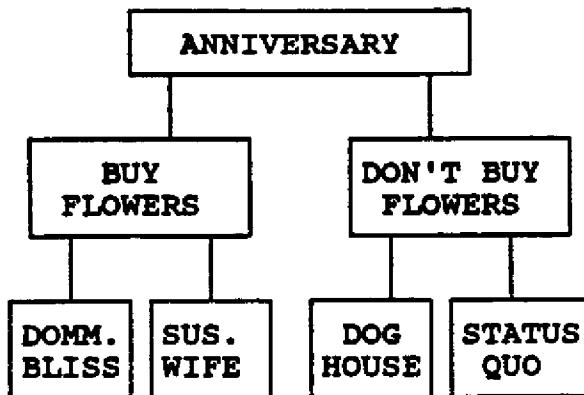 ANNIVERSARY
BUY
FLOWERS
DON'T BUY
FLOWERS
DOMM.
BLISS
SUS.
WIFE
DOG
HOUSE
STATUS
QUO